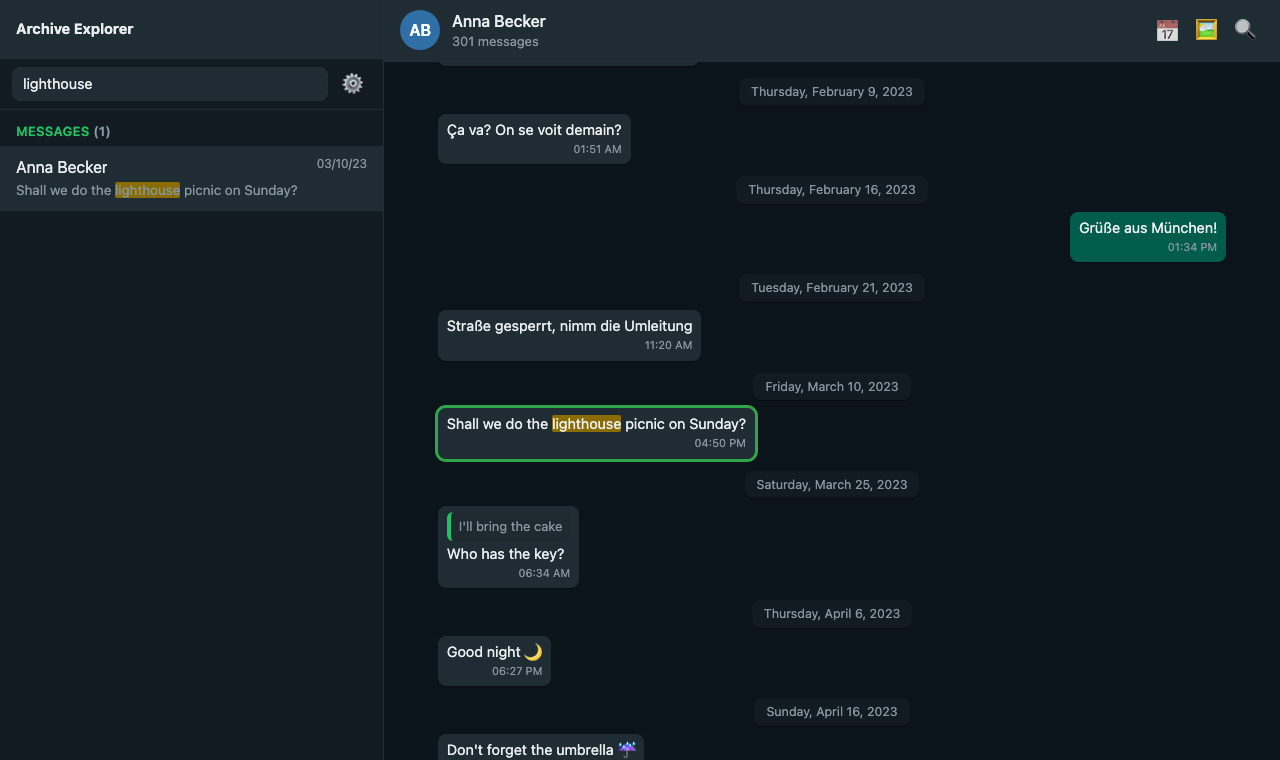 Archive Explorer
lighthouse
MESSAGES (1)
Anna Becker
03/10/23
Shall we do the lighthouse picnic on Sunday?
AB
Anna Becker
301 messages
17
Thursday, February 9, 2023
Ça va? On se voit demain?
01:51 AM
Thursday, February 16, 2023
Grüße aus München!
01:34 PM
Tuesday, February 21, 2023
Straße gesperrt, nimm die Umleitung
11:20 AM
Friday, March 10, 2023
Shall we do the lighthouse picnic on Sunday?
04:50 PM
Saturday, March 25, 2023
I'll bring the cake
Who has the key?
06:34 AM
Thursday, April 6, 2023
Good night 🌙
06:27 PM
Sunday, April 16, 2023
Don't forget the umbrella ☔